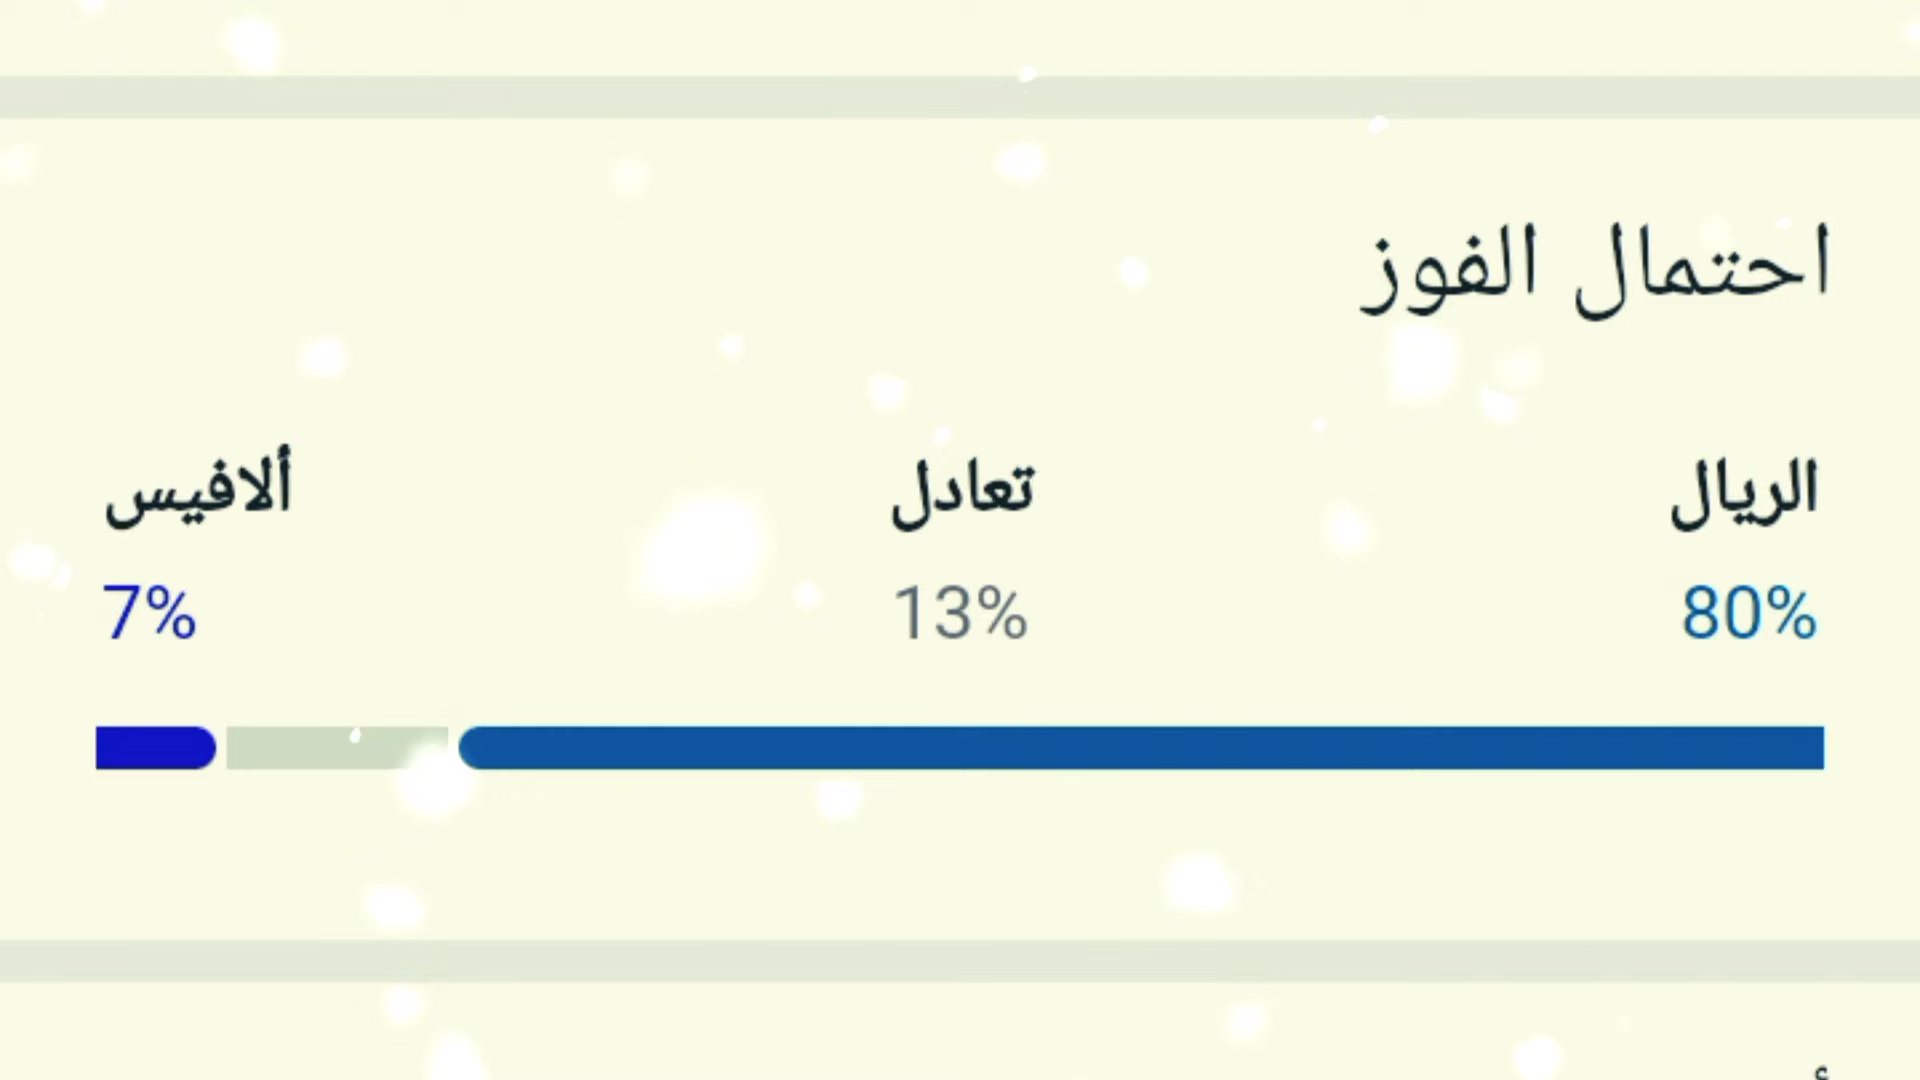 احتمال الفوز
الريال تعادل ألافيس
80% 13% 7%